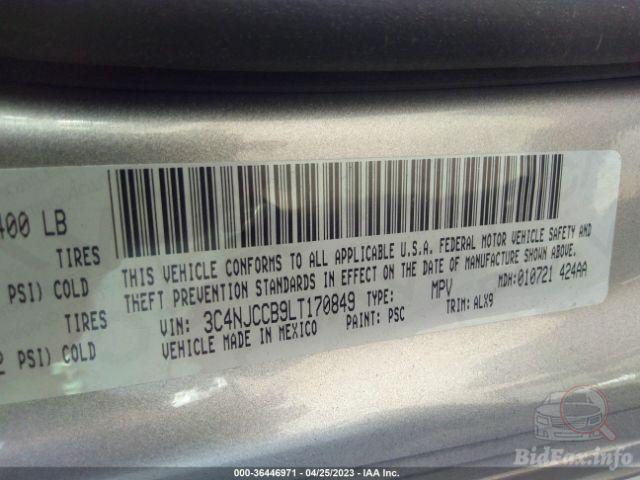 400 LB
TIRES
PSI) COLD
TIRES
PSI) COLD
THIS VEHICLE CONFORMS TO ALL APPLICABLE U.S.A. FEDERAL MOTOR VEHICLE SAFETY AND
THEFT PREVENTION STANDARDS IN EFFECT ON THE DATE OF MANUFACTURE SHOWN ABOVE.
VIN: 3C4NJCCB9LT170849 TYPE: MPV MDH:010721 424AA
VEHICLE MADE IN MEXICO PAINT: PSC TRIM: ALX9
BidFax.info
000-36446971 - 04/25/2023 - IAA Inc.